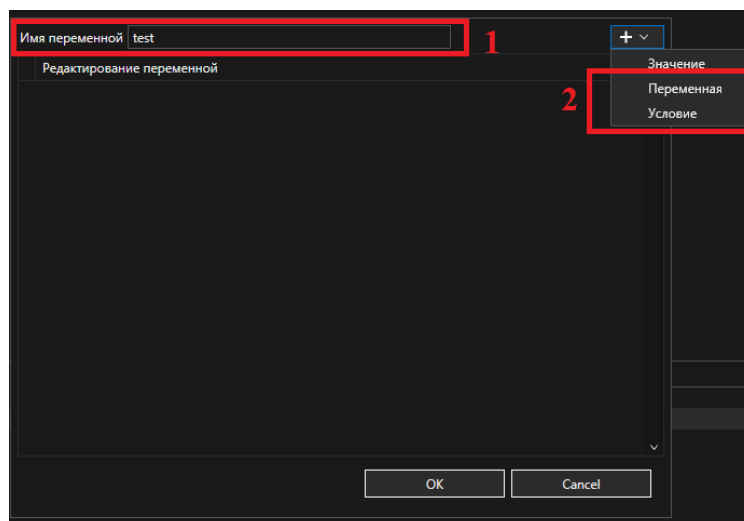 Имя переменной test 1
Редактирование переменной
Значение
2 Переменная
Условие
OK Cancel